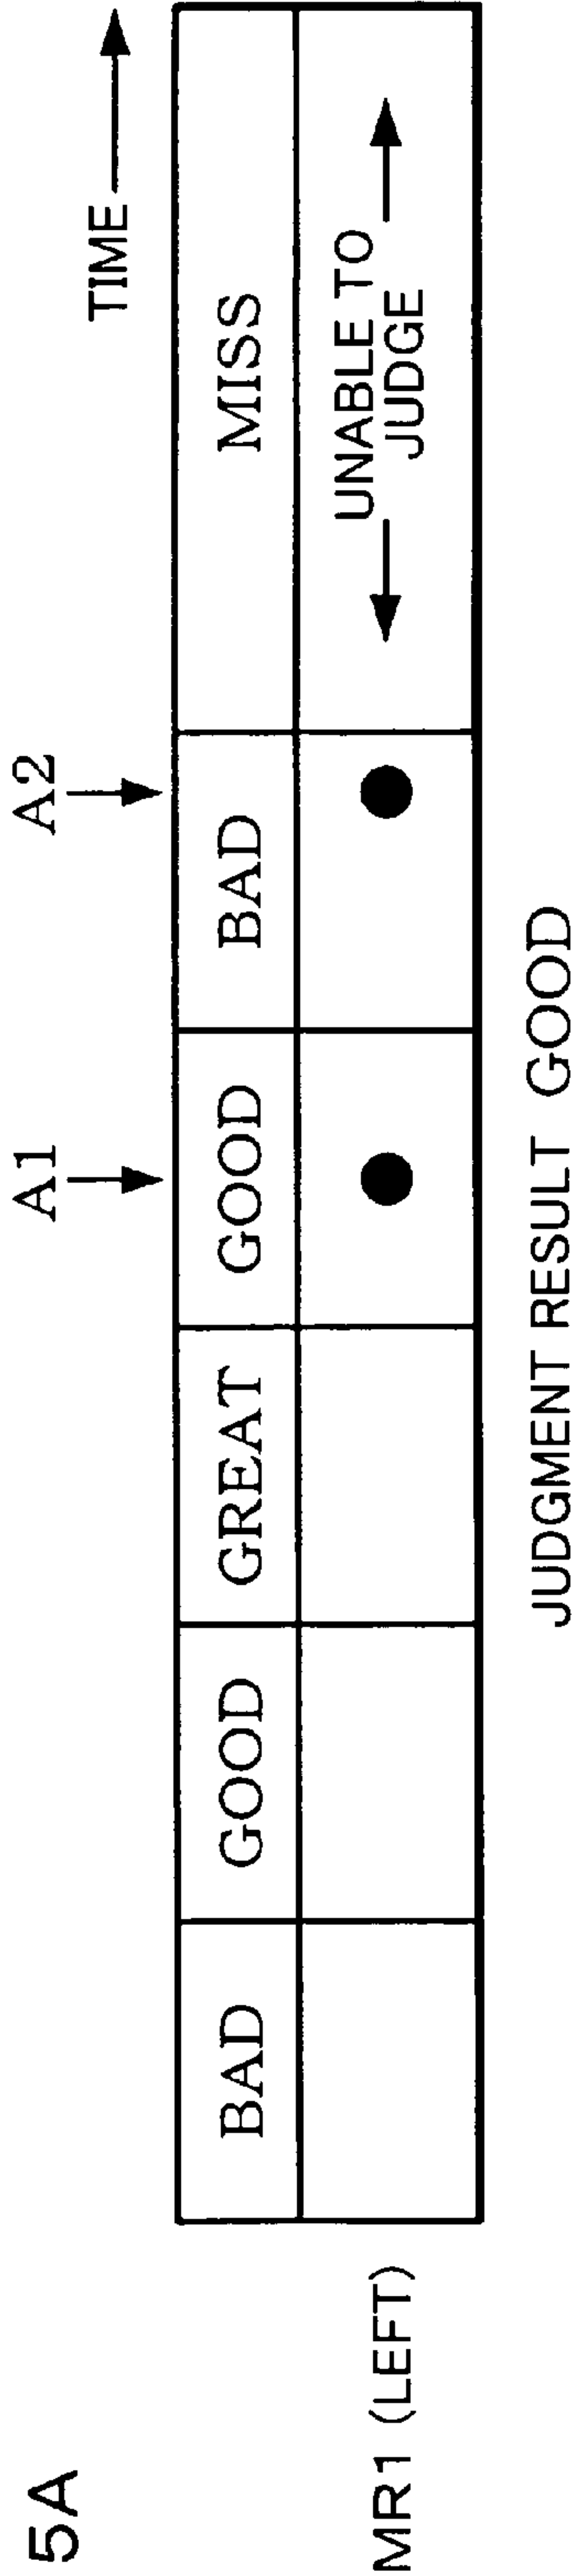 5A
A1
A2
TIME
BAD
GOOD
GREAT
GOOD
BAD
MISS
MR1 (LEFT)
UNABLE TO
JUDGE
JUDGMENT RESULT GOOD